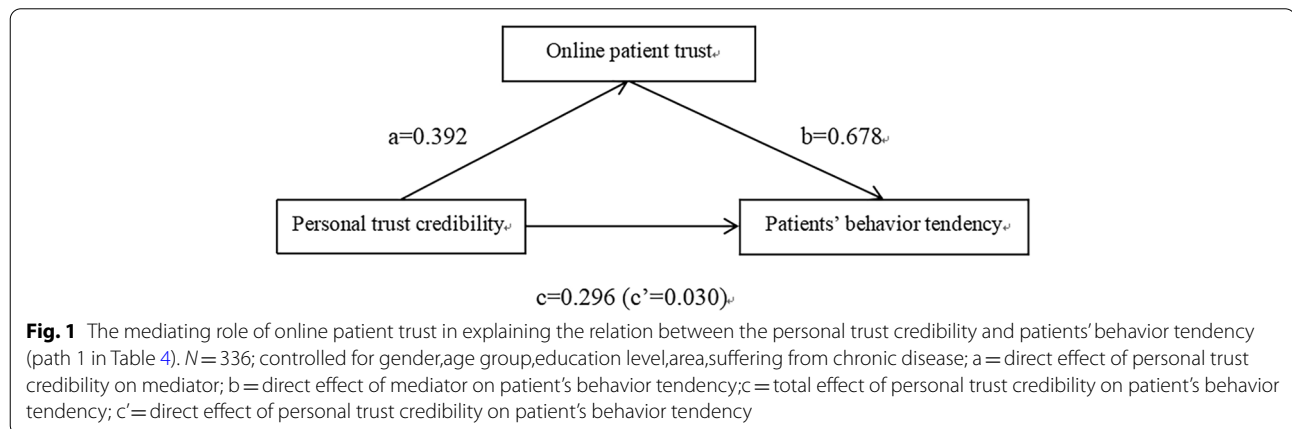 Online patient trust↵
a=0.392
b=0.678↵
Personal trust credibility↵
Patients’ behavior tendency↵
c=0.296 (c’=0.030)↵
Fig. 1 The mediating role of online patient trust in explaining the relation between the personal trust credibility and patients’ behavior tendency
(path 1 in Table 4). N = 336; controlled for gender,age group,education level,area,suffering from chronic disease; a = direct effect of personal trust
credibility on mediator; b = direct effect of mediator on patient’s behavior tendency;c = total effect of personal trust credibility on patient’s behavior
tendency; c’= direct effect of personal trust credibility on patient’s behavior tendency